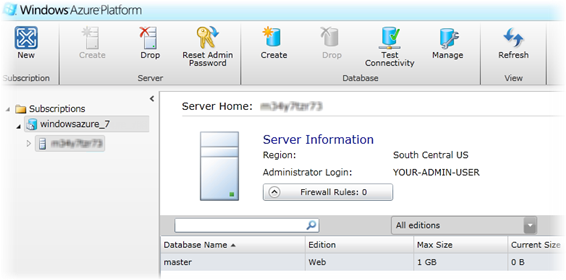 Windows Azure Platform
New
Create
Drop
Reset Admin
Password
Create
Drop
Test
Connectivity
Manage
Refresh
Subscription
Server
Database
View
Subscriptions
windowsazure_7
Server Home:
Server Information
Region: South Central US
Administrator Login: YOUR-ADMIN-USER
Firewall Rules: 0
All editions
Database Name Edition Max Size Current Size
master Web 1 GB 0 B